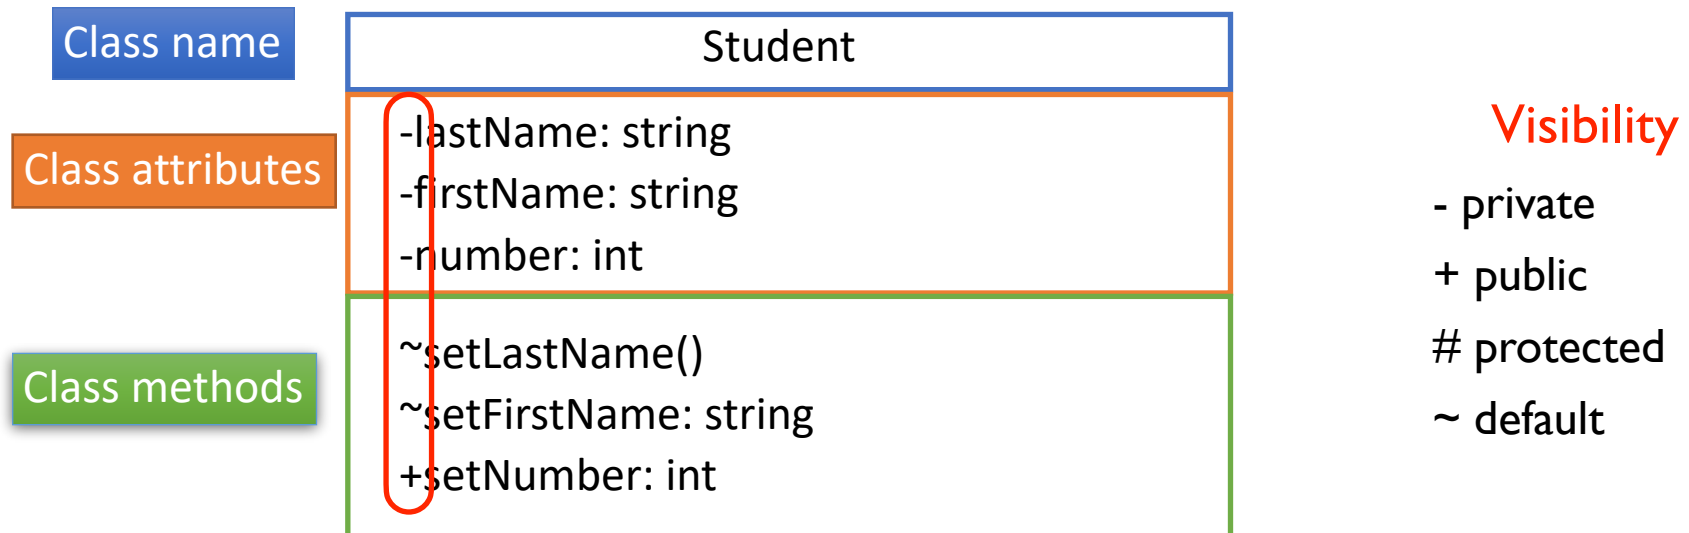 Class name
Student
Class attributes
-lastName: string
-firstName: string
-number: int
Class methods
~setLastName()
~setFirstName: string
+setNumber: int
Visibility
- private
+ public
# protected
~ default